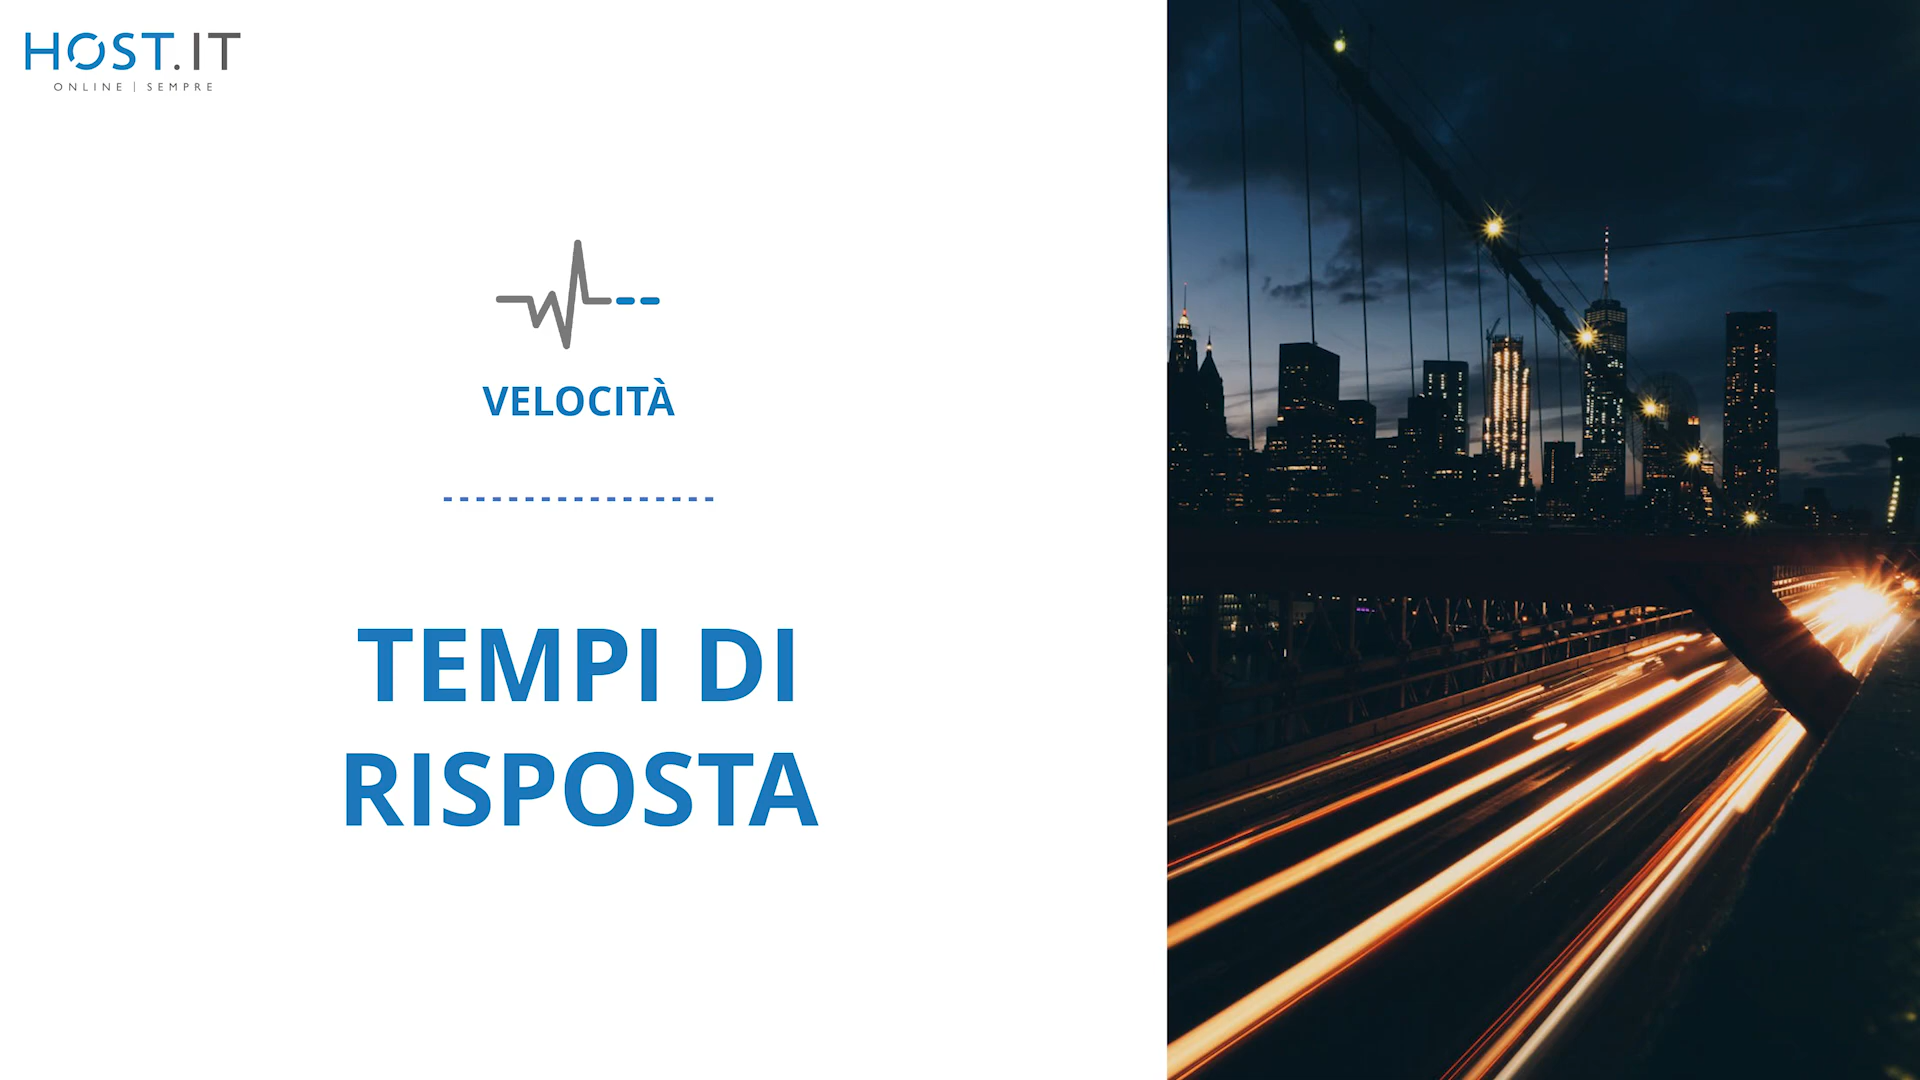 HOST.IT
ONLINE | SEMPRE
VELOCITÀ
TEMPI DI
RISPOSTA